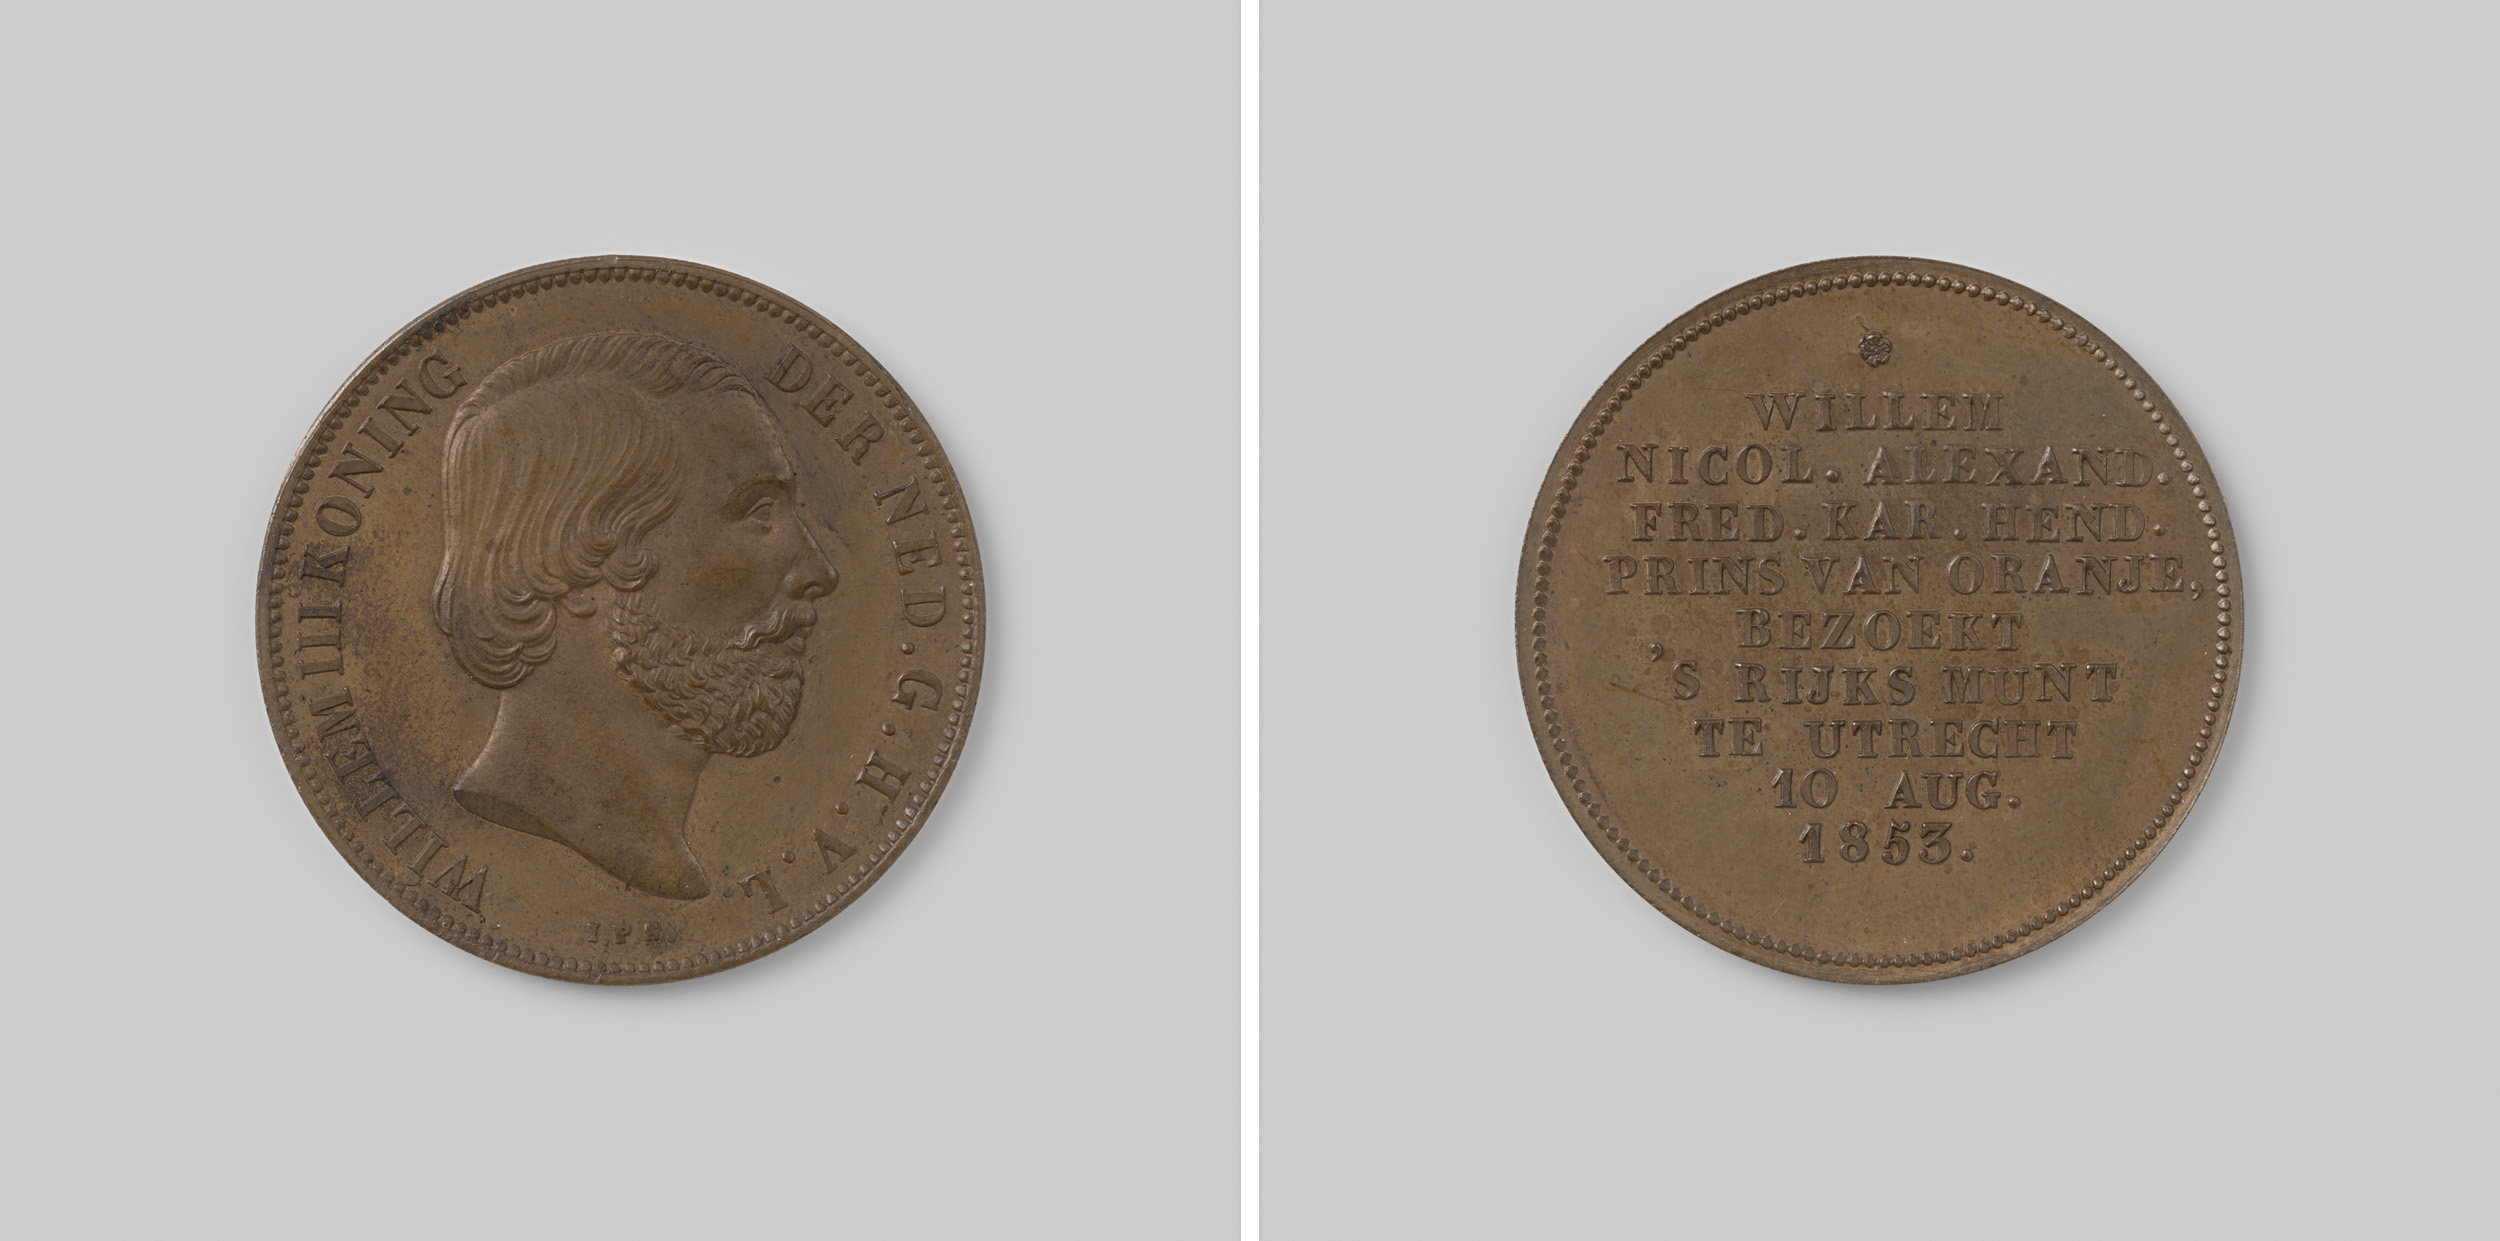 WILLEM III KONING DER NED. G. H. V. L.
WILLEM
NICOL. ALEXAND.
FRED. KAR. HEND.
PRINS VAN ORANJE,
BEZOEKT
'S RIJKS MUNT
TE UTRECHT
10 AUG.
1853.